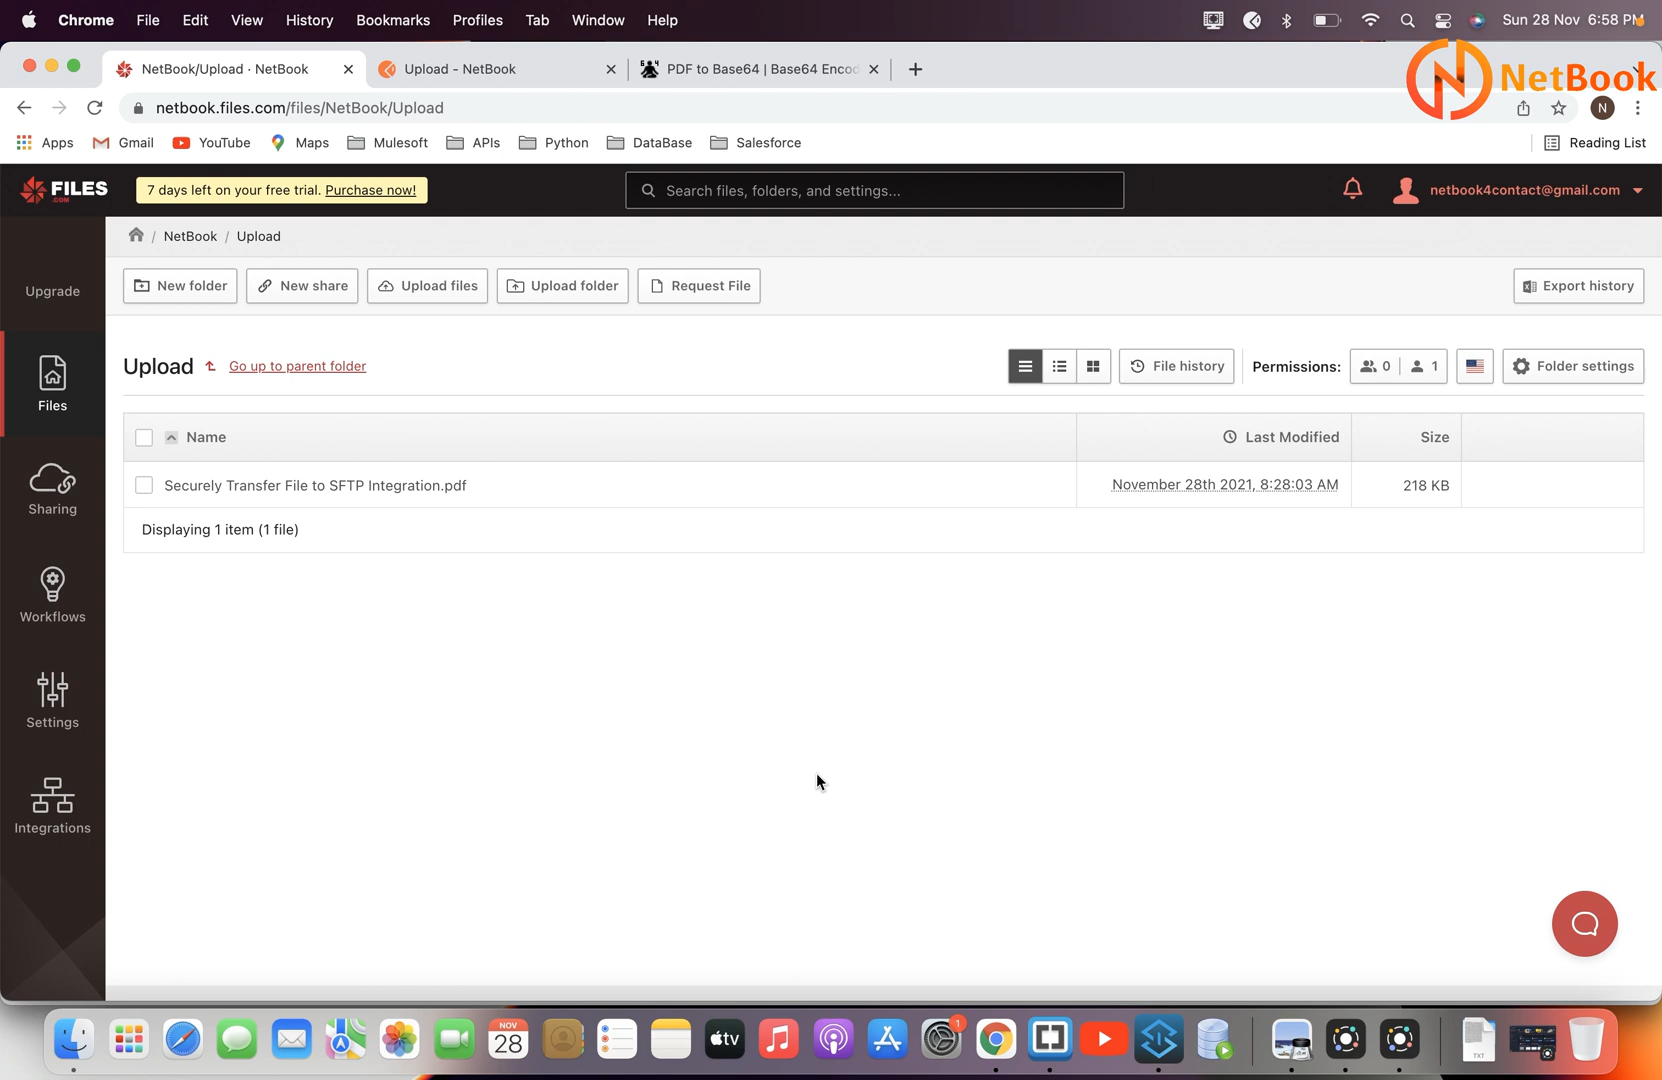 Chrome File Edit View History Bookmarks Profiles Tab Window Help Sun 28 Nov 6:58 PM
NetBook/Upload · NetBook Upload - NetBook PDF to Base64 | Base64 Encod
NetBook
netbook.files.com/files/NetBook/Upload N
Apps Gmail YouTube Maps Mulesoft APIs Python DataBase Salesforce Reading List
FILES .COM 7 days left on your free trial. Purchase now! Search files, folders, and settings... netbook4contact@gmail.com
/ NetBook / Upload
Upgrade New folder New share Upload files Upload folder Request File Export history
Upload Go up to parent folder File history Permissions: 0 1 Folder settings
Files
Name Last Modified Size
Securely Transfer File to SFTP Integration.pdf November 28th 2021, 8:28:03 AM 218 KB
Displaying 1 item (1 file)
Sharing
Workflows
Settings
Integrations
NOV
28
tv
1
TXT